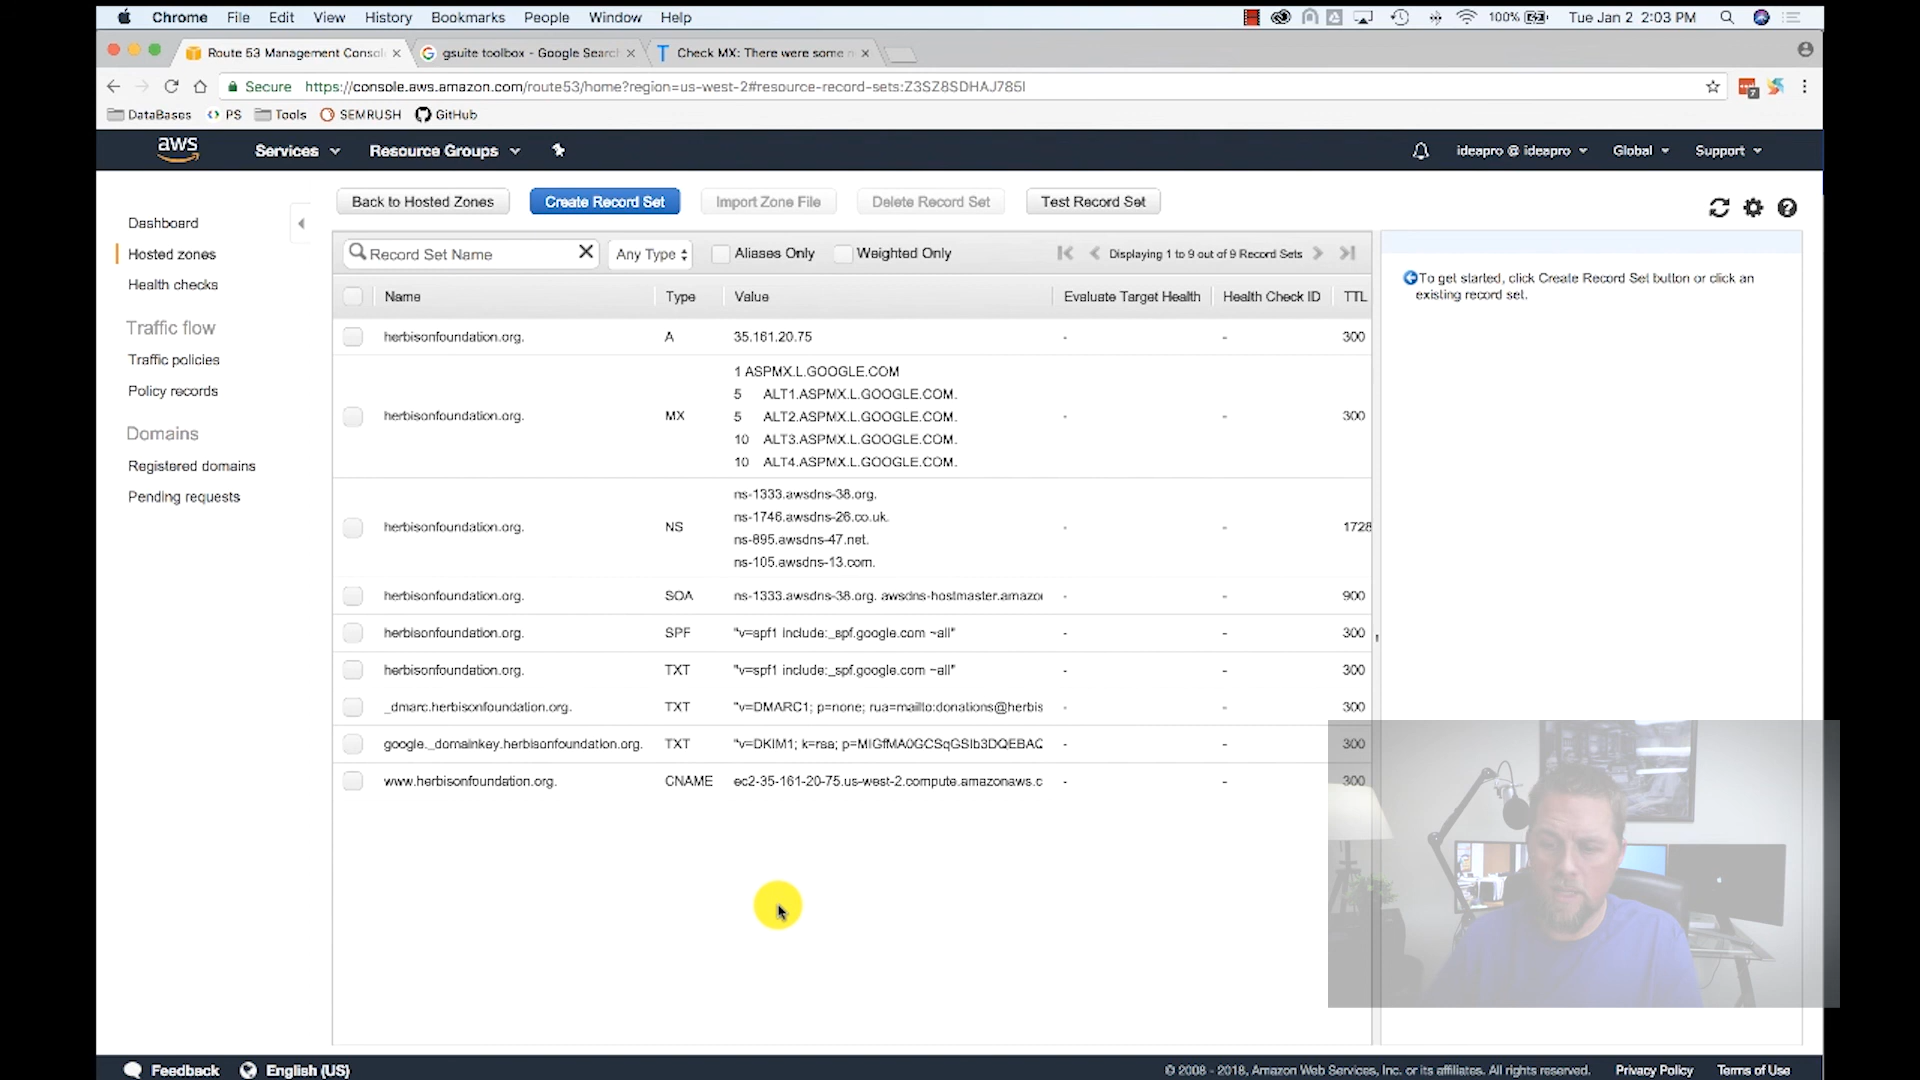 Chrome File Edit View History Bookmarks People Window Help 100% Tue Jan 2 2:03 PM
Route 53 Management Consol gsuite toolbox - Google Search Check MX: There were some
Secure https://console.aws.amazon.com/route53/home?region=us-west-2#resource-record-sets:Z3SZ8SDHAJ785I 7
DataBases PS Tools SEMRUSH GitHub
aws Services Resource Groups ideapro @ ideapro Global Support
Back to Hosted Zones Create Record Set Import Zone File Delete Record Set Test Record Set
Dashboard
Hosted zones
Health checks
Traffic flow
Traffic policies
Policy records
Domains
Registered domains
Pending requests
Record Set Name Any Type Aliases Only Weighted Only Displaying 1 to 9 out of 9 Record Sets
Name Type Value Evaluate Target Health Health Check ID TTL
herbisonfoundation.org. A 35.161.20.75 - - 300
1 ASPMX.L.GOOGLE.COM
5 ALT1.ASPMX.L.GOOGLE.COM.
herbisonfoundation.org. MX 5 ALT2.ASPMX.L.GOOGLE.COM. - - 300
10 ALT3.ASPMX.L.GOOGLE.COM.
10 ALT4.ASPMX.L.GOOGLE.COM.
ns-1333.awsdns-38.org.
ns-1746.awsdns-26.co.uk.
herbisonfoundation.org. NS - - 1728
ns-895.awsdns-47.net.
ns-105.awsdns-13.com.
herbisonfoundation.org. SOA ns-1333.awsdns-38.org. awsdns-hostmaster.amazo - - 900
herbisonfoundation.org. SPF "v=spf1 include:_spf.google.com ~all" - - 300
herbisonfoundation.org. TXT "v=spf1 include:_spf.google.com ~all" - - 300
_dmarc.herbisonfoundation.org. TXT "v=DMARC1; p=none; rua=mailto:donations@herbis - - 300
google._domainkey.herbisonfoundation.org. TXT "v=DKIM1; k=rsa; p=MIGfMA0GCSqGSIb3DQEBAQ - - 300
www.herbisonfoundation.org. CNAME ec2-35-161-20-75.us-west-2.compute.amazonaws.c - - 300
To get started, click Create Record Set button or click an
existing record set.
Feedback English (US) © 2008 - 2018, Amazon Web Services, Inc. or its affiliates. All rights reserved. Privacy Policy Terms of Use